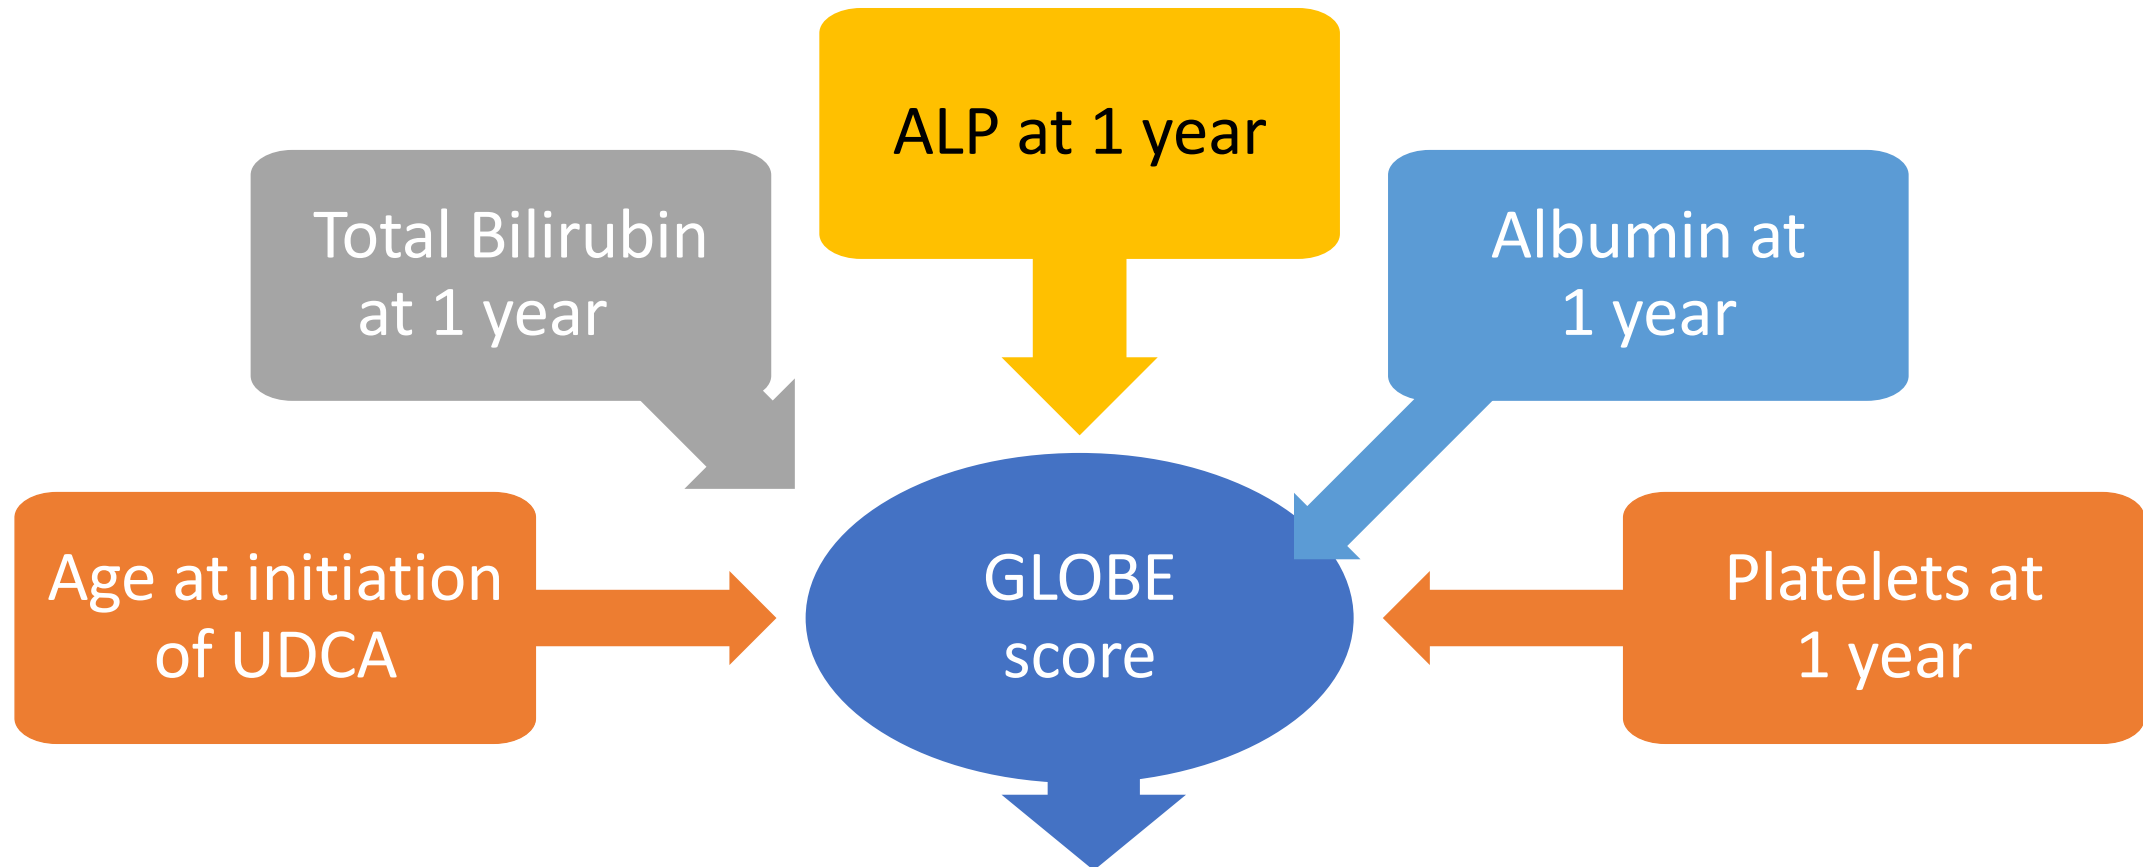 ALP at 1 year
Total Bilirubin
at 1 year
Albumin at
1 year
Age at initiation
of UDCA
GLOBE
score
Platelets at
1 year